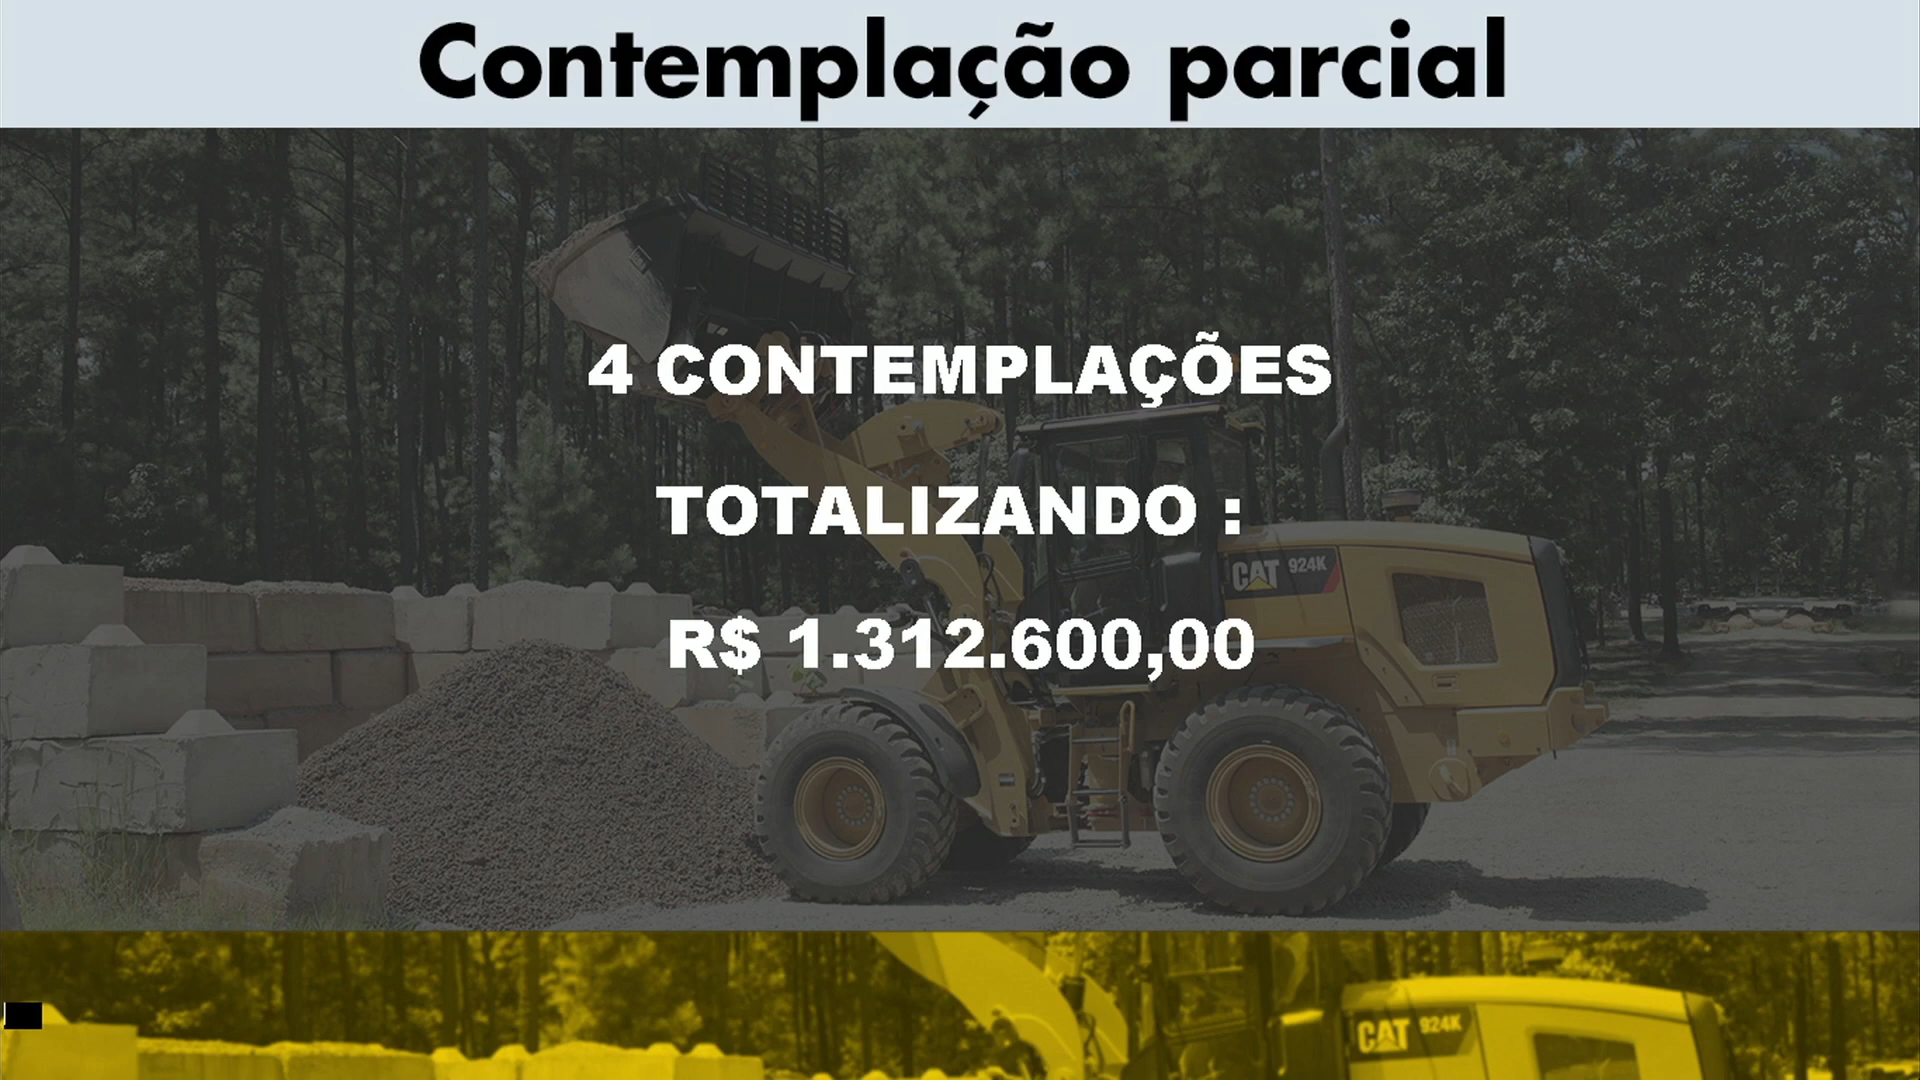 Contemplação parcial
4 CONTEMPLAÇÕES
TOTALIZANDO :
R$ 1.312.600,00
CAT 924K
CAT 924K